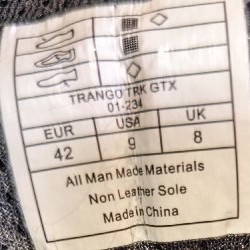 TRANGO TRK GTX
01-234
EUR USA UK
42 9 8
All Man Made Materials
Non Leather Sole
Made in China